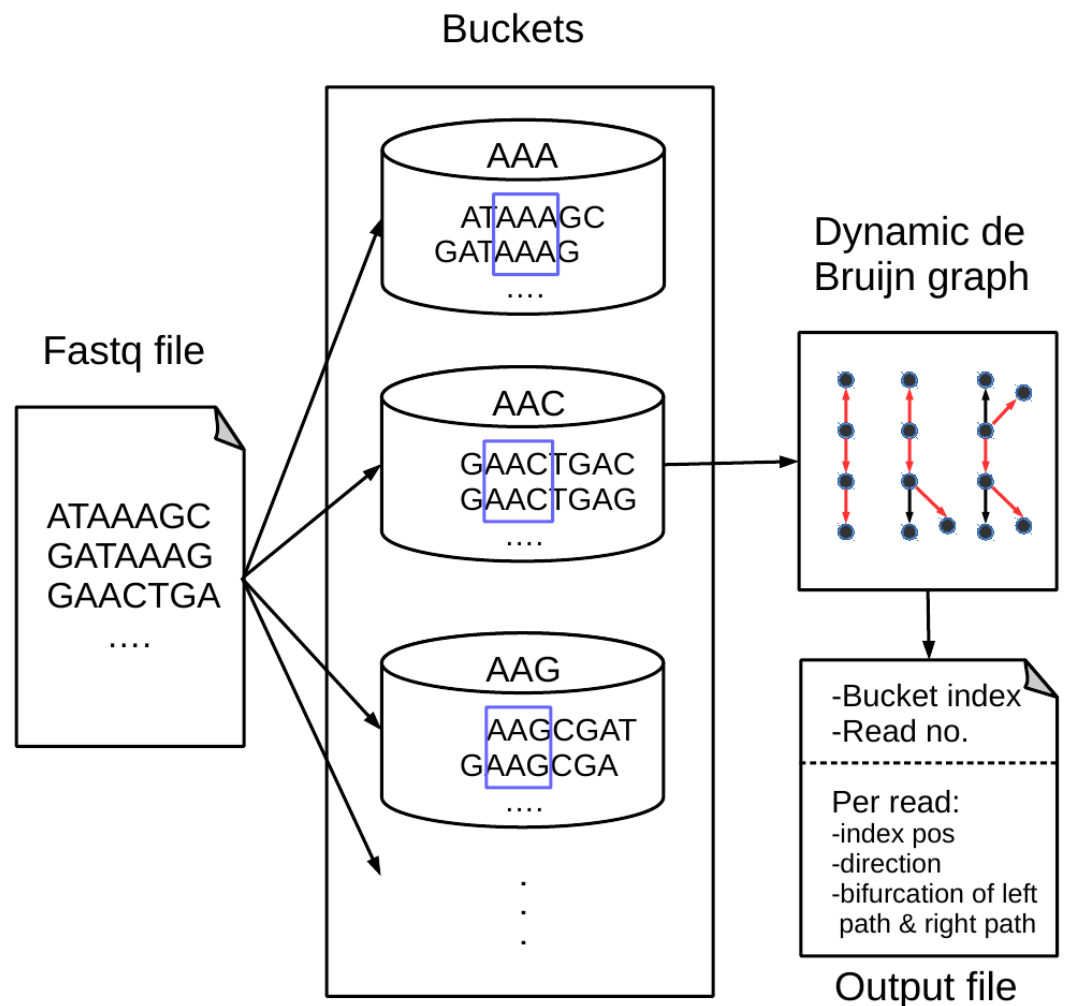 Buckets
Fastq file
ATAAAGC
GATAAAG
GAACTGA
....
AAA
ATAAAGC
GATAAAG
....
AAC
GAACTGAC
GAACTGAG
....
AAG
AAGCGAT
GAAGCGA
....
.
.
.
Dynamic de
Bruijn graph
-Bucket index
-Read no.
Per read:
-index pos
-direction
-bifurcation of left
path & right path
Output file